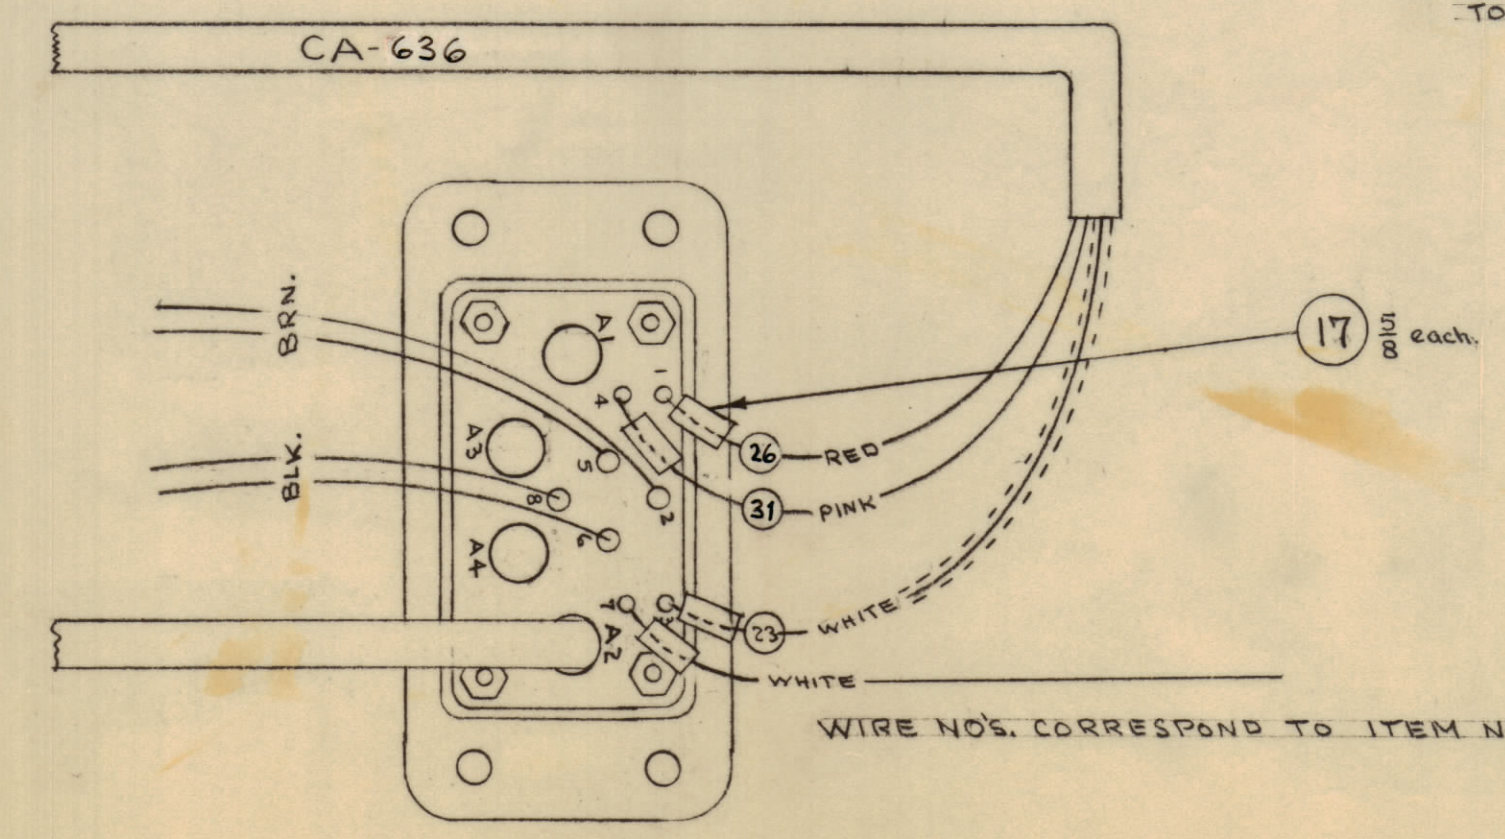 TO
CA-636
BRN.
A1
17 5/8 each.
1
4
A3
5
26 RED
BLK.
8
2
31 PINK
6
A4
7
3
23 WHITE
A2
WHITE
WIRE NO'S. CORRESPOND TO ITEM N